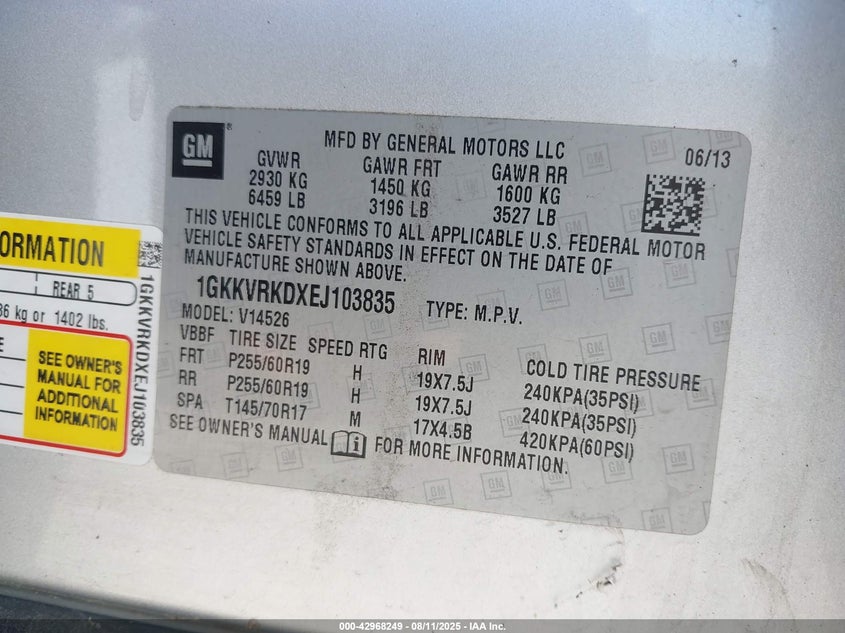 GM
®
MFD BY GENERAL MOTORS LLC
06/13
GVWR GAWR FRT GAWR RR
2930 KG 1450 KG 1600 KG
6459 LB 3196 LB 3527 LB
THIS VEHICLE CONFORMS TO ALL APPLICABLE U.S. FEDERAL MOTOR
VEHICLE SAFETY STANDARDS IN EFFECT ON THE DATE OF
MANUFACTURE SHOWN ABOVE.
1GKKVRKDXEJ103835 TYPE: M.P.V.
MODEL: V14526
VBBF TIRE SIZE SPEED RTG RIM COLD TIRE PRESSURE
FRT P255/60R19 H 19X7.5J 240KPA(35PSI)
RR P255/60R19 H 19X7.5J 240KPA(35PSI)
SPA T145/70R17 M 17X4.5B 420KPA(60PSI)
SEE OWNER'S MANUAL FOR MORE INFORMATION.
ORMATION
REAR 5
36 kg or 1402 lbs.
SEE OWNER'S
MANUAL FOR
ADDITIONAL
INFORMATION
1GKKVRKDXEJ103835
000-42968249 - 08/11/2025 - IAA Inc.